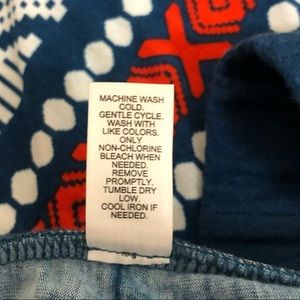 MACHINE WASH
COLD.
GENTLE CYCLE.
WASH WITH
LIKE COLORS.
ONLY
NON-CHLORINE
BLEACH WHEN
NEEDED.
REMOVE
PROMPTLY.
TUMBLE DRY
LOW.
COOL IRON IF
NEEDED.